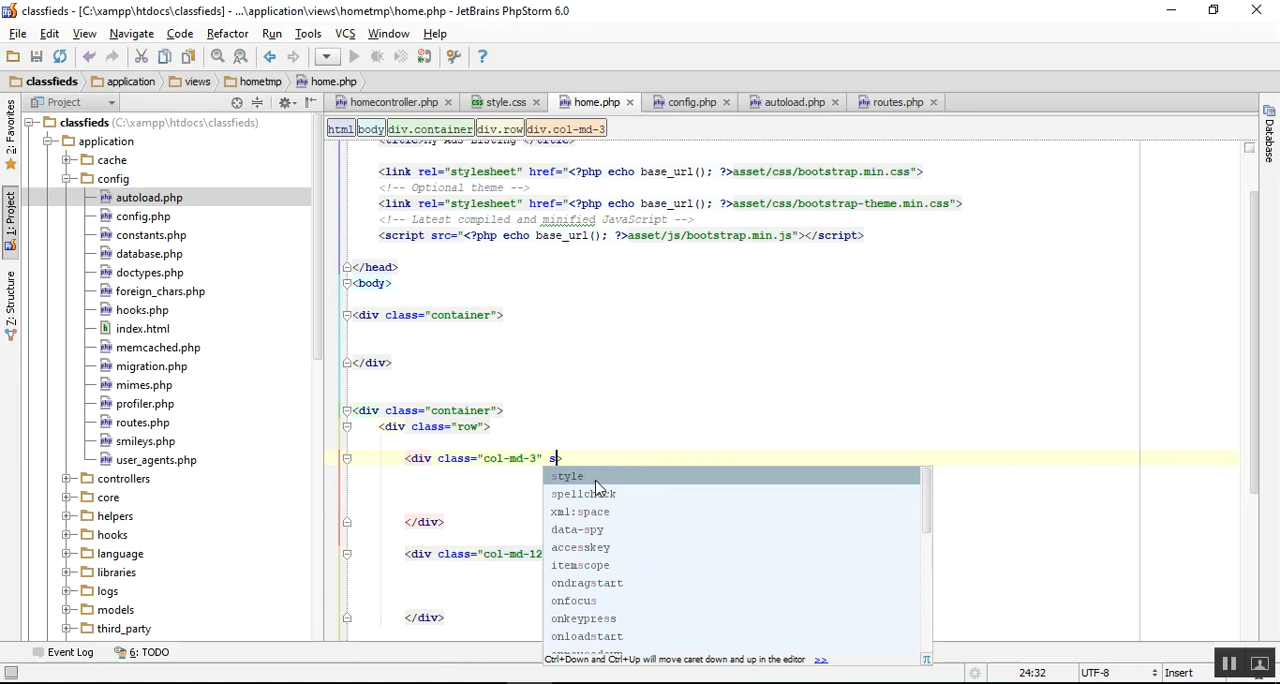 classfieds - [C:\xampp\htdocs\classfieds] - ...\application\views\hometmp\home.php - JetBrains PhpStorm 6.0
File Edit View Navigate Code Refactor Run Tools VCS Window Help
classfieds application views hometmp home.php
Project
homecontroller.php style.css home.php config.php autoload.php routes.php
2: Favorites
1: Project
Z: Structure
Database
classfieds (C:\xampp\htdocs\classfieds)
application
cache
config
autoload.php
config.php
constants.php
database.php
doctypes.php
foreign_chars.php
hooks.php
index.html
memcached.php
migration.php
mimes.php
profiler.php
routes.php
smileys.php
user_agents.php
controllers
core
helpers
hooks
language
libraries
logs
models
third_party
html body div.container div.row div.col-md-3
<title>My Ads Listing </title>
<link rel="stylesheet" href="<?php echo base_url(); ?>asset/css/bootstrap.min.css">
<!-- Optional theme -->
<link rel="stylesheet" href="<?php echo base_url(); ?>asset/css/bootstrap-theme.min.css">
<!-- Latest compiled and minified JavaScript -->
<script src="<?php echo base_url(); ?>asset/js/bootstrap.min.js"></script>
</head>
<body>
<div class="container">
</div>
<div class="container">
<div class="row">
<div class="col-md-3" s>
style
spellcheck
xml:space
data-spy
accesskey
itemscope
ondragstart
onfocus
onkeypress
onloadstart
Ctrl+Down and Ctrl+Up will move caret down and up in the editor >>
π
</div>
<div class="col-md-12
</div>
Event Log 6: TODO
24:32 UTF-8 Insert